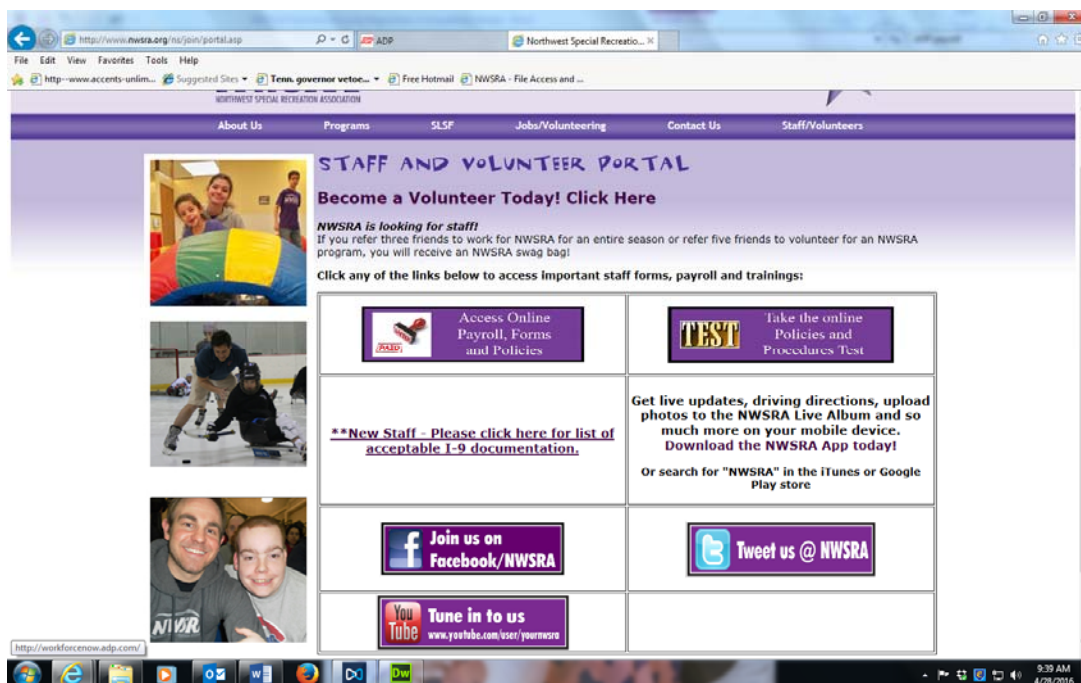 http://www.nwsra.org/ns/join/portal.asp
ADP
Northwest Special Recreatio...
File Edit View Favorites Tools Help
http--www.accents-unlim... Suggested Sites Tenn. governor vetoe... Free Hotmail NWSRA - File Access and ...
NORTHWEST SPECIAL RECREATION ASSOCIATION
About Us Programs SLSF Jobs/Volunteering Contact Us Staff/Volunteers
STAFF AND VOLUNTEER PORTAL
Become a Volunteer Today! Click Here
NWSRA is looking for staff!
If you refer three friends to work for NWSRA for an entire season or refer five friends to volunteer for an NWSRA
program, you will receive an NWSRA swag bag!
Click any of the links below to access important staff forms, payroll and trainings:
PAID
Access Online
Payroll, Forms
and Policies
TEST
Take the online
Policies and
Procedures Test
**New Staff - Please click here for list of
acceptable I-9 documentation.
Get live updates, driving directions, upload
photos to the NWSRA Live Album and so
much more on your mobile device.
Download the NWSRA App today!
Or search for "NWSRA" in the iTunes or Google
Play store
f
Join us on
Facebook/NWSRA
Tweet us @ NWSRA
You
Tube
Tune in to us
www.youtube.com/user/yournwsra
NWSR
http://workforcenow.adp.com/
Dw
9:39 AM
4/28/2016